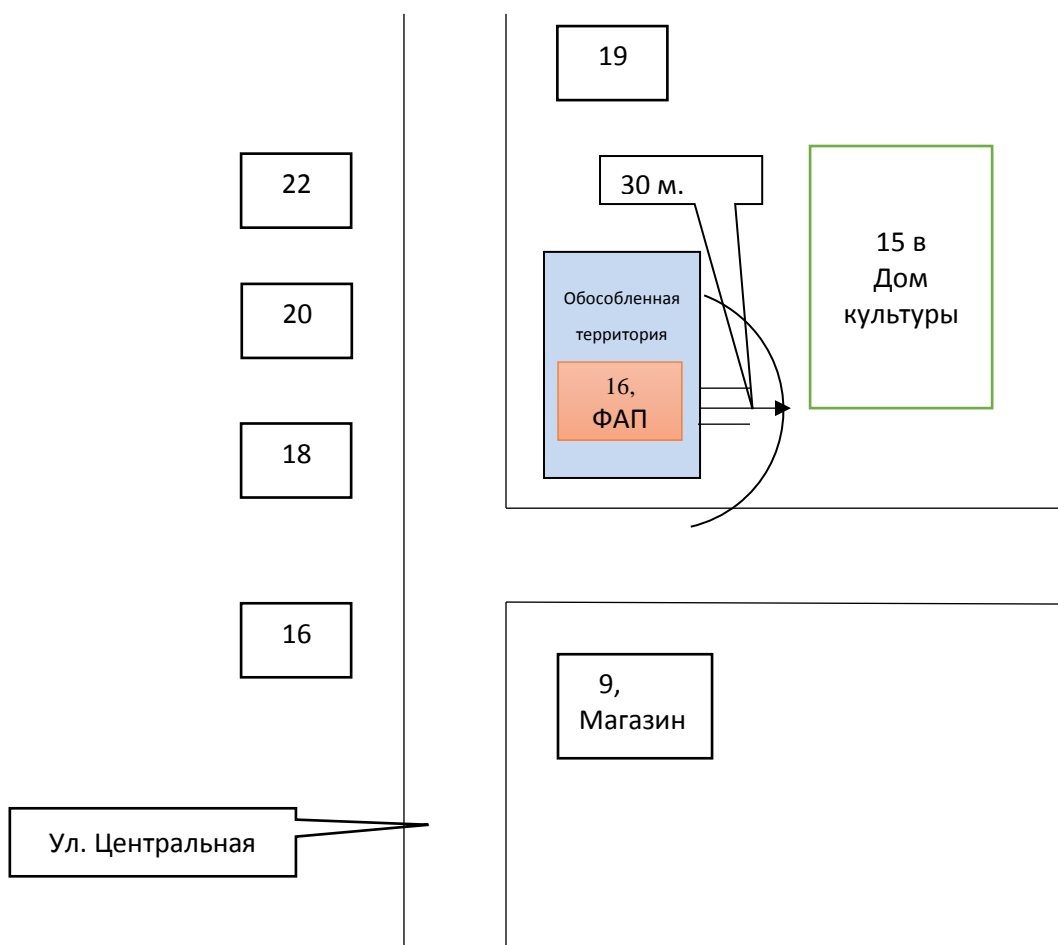 19
22
30 м.
15 в
Дом
культуры
Обособленная
территория
20
16,
ФАП
18
16
9,
Магазин
Ул. Центральная